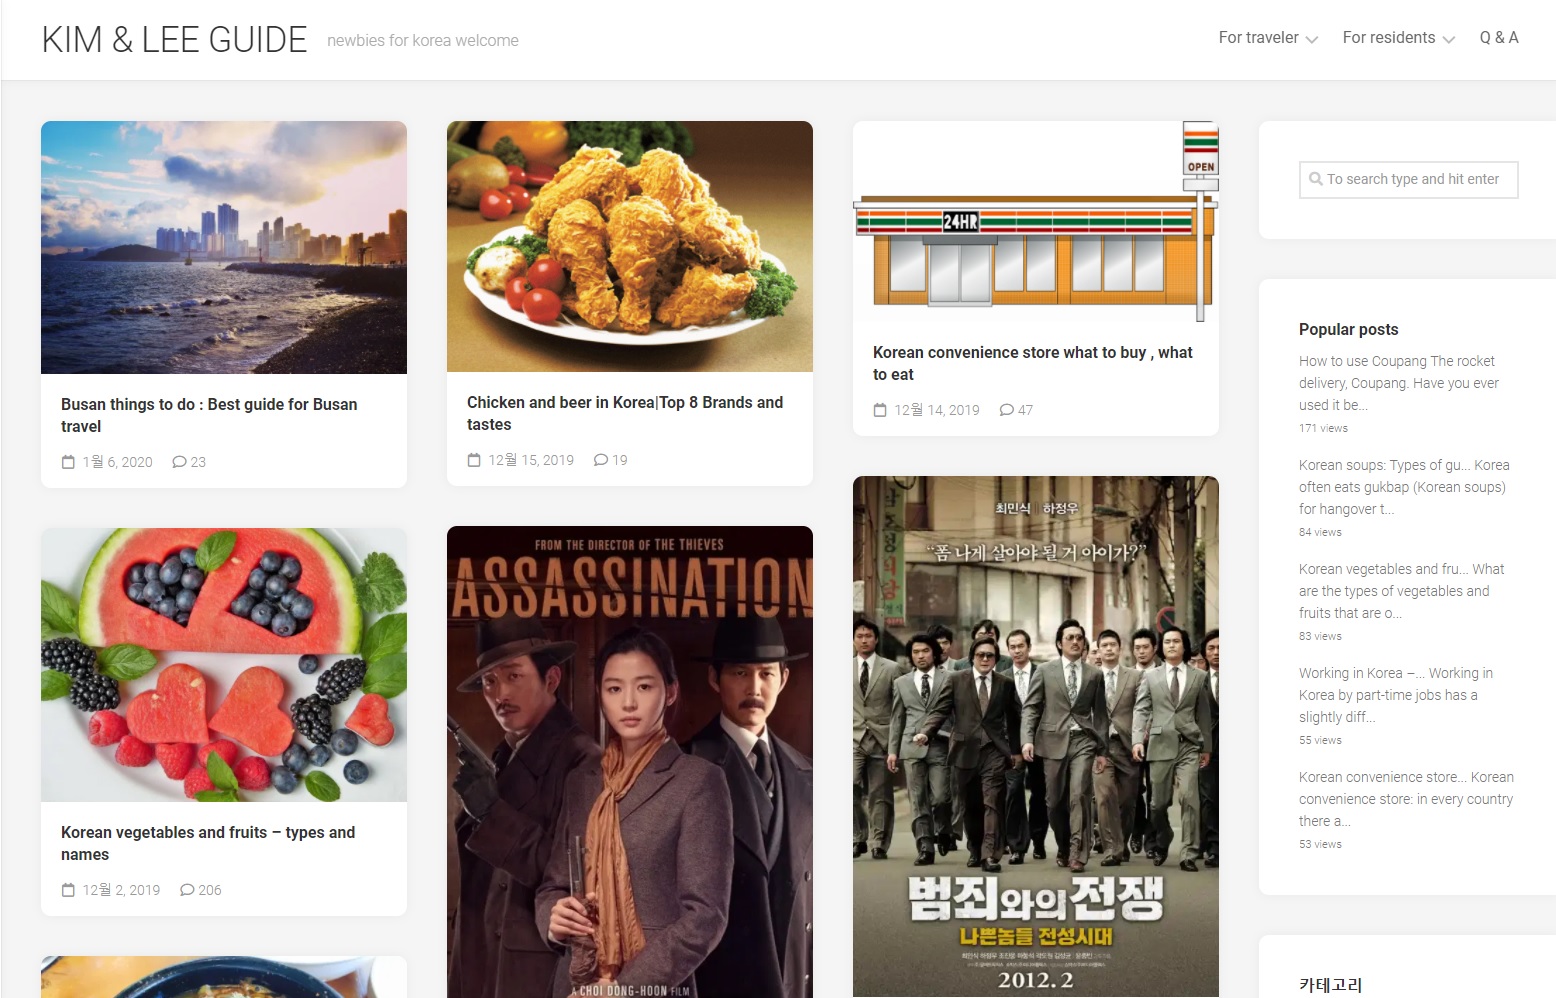 KIM & LEE GUIDE
newbies for korea welcome
For traveler
For residents
Q & A
Busan things to do : Best guide for Busan
travel
1월 6, 2020
23
Chicken and beer in Korea|Top 8 Brands and
tastes
12월 15, 2019
19
OPEN
24HR
Korean convenience store what to buy , what
to eat
12월 14, 2019
47
Korean vegetables and fruits – types and
names
12월 2, 2019
206
FROM THE DIRECTOR OF THE THIEVES
ASSASSINATION
A CHOI DONG-HOON FILM
최민식 하정우
“폼 나게 살아야 될 거 아이가?”
범죄와의 전쟁
나쁜놈들 전성시대
2012. 2
To search type and hit enter
Popular posts
How to use Coupang The rocket
delivery, Coupang. Have you ever
used it be...
171 views
Korean soups: Types of gu... Korea
often eats gukbap (Korean soups)
for hangover t...
84 views
Korean vegetables and fru... What
are the types of vegetables and
fruits that are o...
83 views
Working in Korea –... Working in
Korea by part-time jobs has a
slightly diff...
55 views
Korean convenience store... Korean
convenience store: in every country
there a...
53 views
카테고리